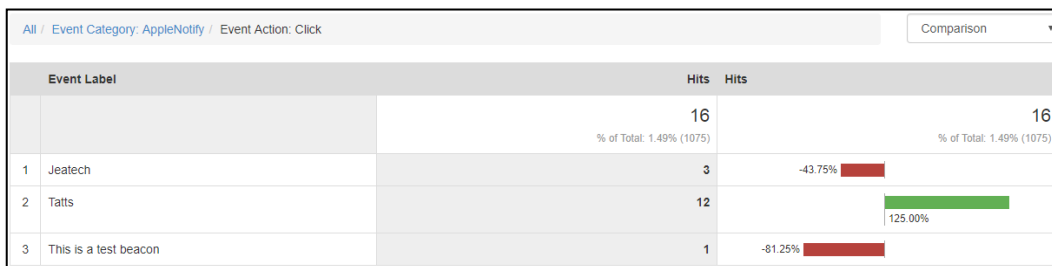 All / Event Category: AppleNotify / Event Action: Click
Comparison
Event Label Hits Hits
16 16
% of Total: 1.49% (1075) % of Total: 1.49% (1075)
1 Jeatech 3 -43.75%
2 Tatts 12 125.00%
3 This is a test beacon 1 -81.25%